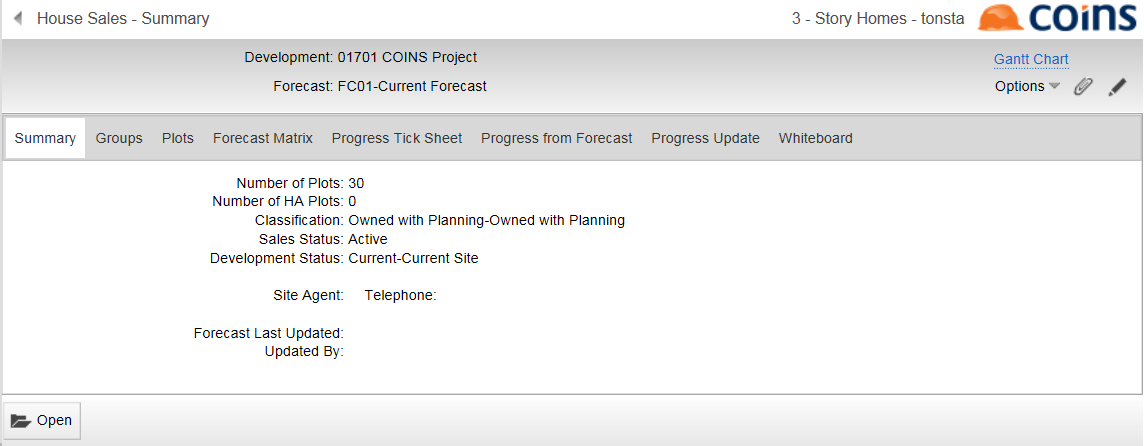 House Sales - Summary
3 - Story Homes - tonsta
coins
Development: 01701 COINS Project
Gantt Chart
Forecast: FC01-Current Forecast
Options
Summary Groups Plots Forecast Matrix Progress Tick Sheet Progress from Forecast Progress Update Whiteboard
Number of Plots: 30
Number of HA Plots: 0
Classification: Owned with Planning-Owned with Planning
Sales Status: Active
Development Status: Current-Current Site
Site Agent: Telephone:
Forecast Last Updated:
Updated By:
Open